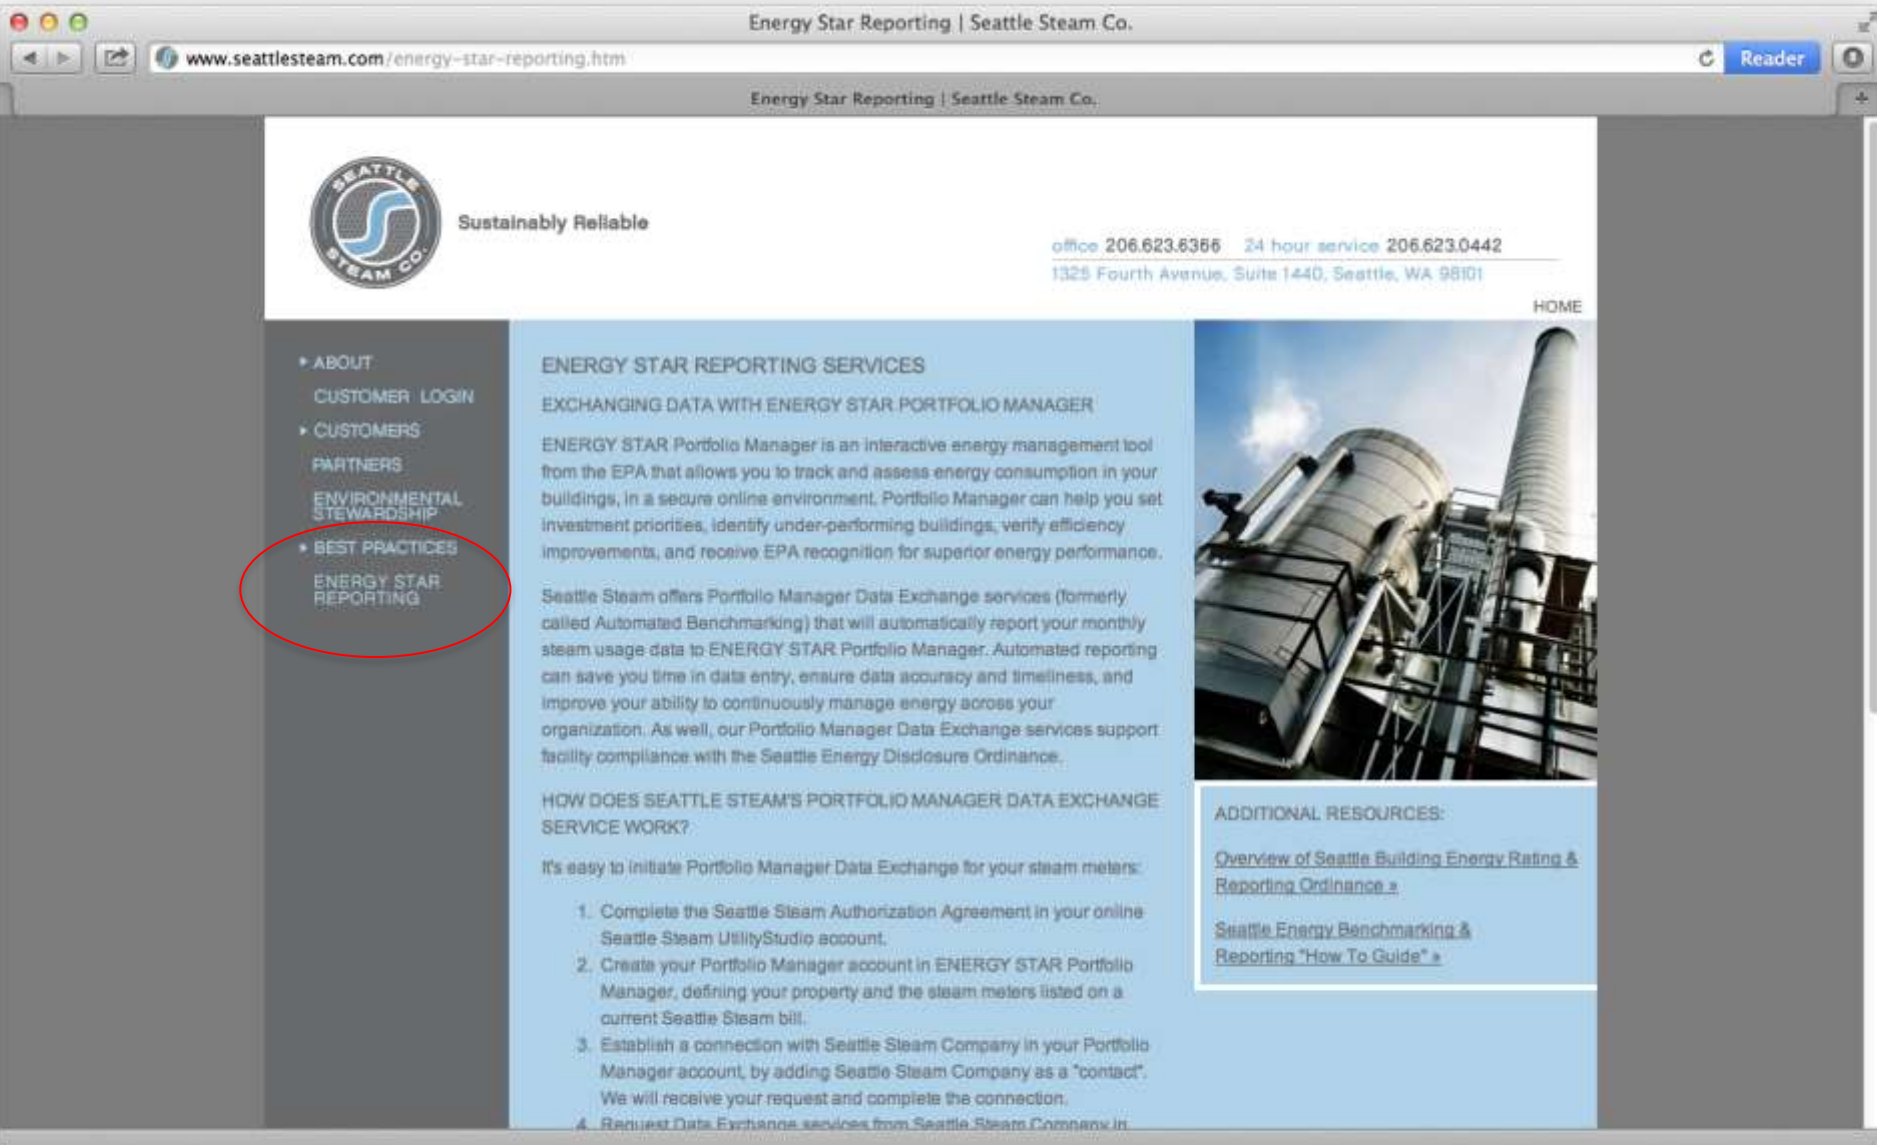 Energy Star Reporting | Seattle Steam Co.
www.seattlesteam.com/energy-star-reporting.htm
Reader
Energy Star Reporting | Seattle Steam Co.
SEATTLE
STEAM CO.
Sustainably Reliable
office 206.623.6366 24 hour service 206.623.0442
1325 Fourth Avenue, Suite 1440, Seattle, WA 98101
HOME
ABOUT
CUSTOMER LOGIN
CUSTOMERS
PARTNERS
ENVIRONMENTAL
STEWARDSHIP
BEST PRACTICES
ENERGY STAR
REPORTING
ENERGY STAR REPORTING SERVICES
EXCHANGING DATA WITH ENERGY STAR PORTFOLIO MANAGER
ENERGY STAR Portfolio Manager is an interactive energy management tool
from the EPA that allows you to track and assess energy consumption in your
buildings, in a secure online environment. Portfolio Manager can help you set
investment priorities, identify under-performing buildings, verify efficiency
improvements, and receive EPA recognition for superior energy performance.
Seattle Steam offers Portfolio Manager Data Exchange services (formerly
called Automated Benchmarking) that will automatically report your monthly
steam usage data to ENERGY STAR Portfolio Manager. Automated reporting
can save you time in data entry, ensure data accuracy and timeliness, and
improve your ability to continuously manage energy across your
organization. As well, our Portfolio Manager Data Exchange services support
facility compliance with the Seattle Energy Disclosure Ordinance.
HOW DOES SEATTLE STEAM'S PORTFOLIO MANAGER DATA EXCHANGE
SERVICE WORK?
It's easy to initiate Portfolio Manager Data Exchange for your steam meters:
1. Complete the Seattle Steam Authorization Agreement in your online
Seattle Steam UtilityStudio account.
2. Create your Portfolio Manager account in ENERGY STAR Portfolio
Manager, defining your property and the steam meters listed on a
current Seattle Steam bill.
3. Establish a connection with Seattle Steam Company in your Portfolio
Manager account, by adding Seattle Steam Company as a "contact".
We will receive your request and complete the connection.
4. Request Data Exchange services from Seattle Steam Company in
ADDITIONAL RESOURCES:
Overview of Seattle Building Energy Rating &
Reporting Ordinance »
Seattle Energy Benchmarking &
Reporting "How To Guide" »